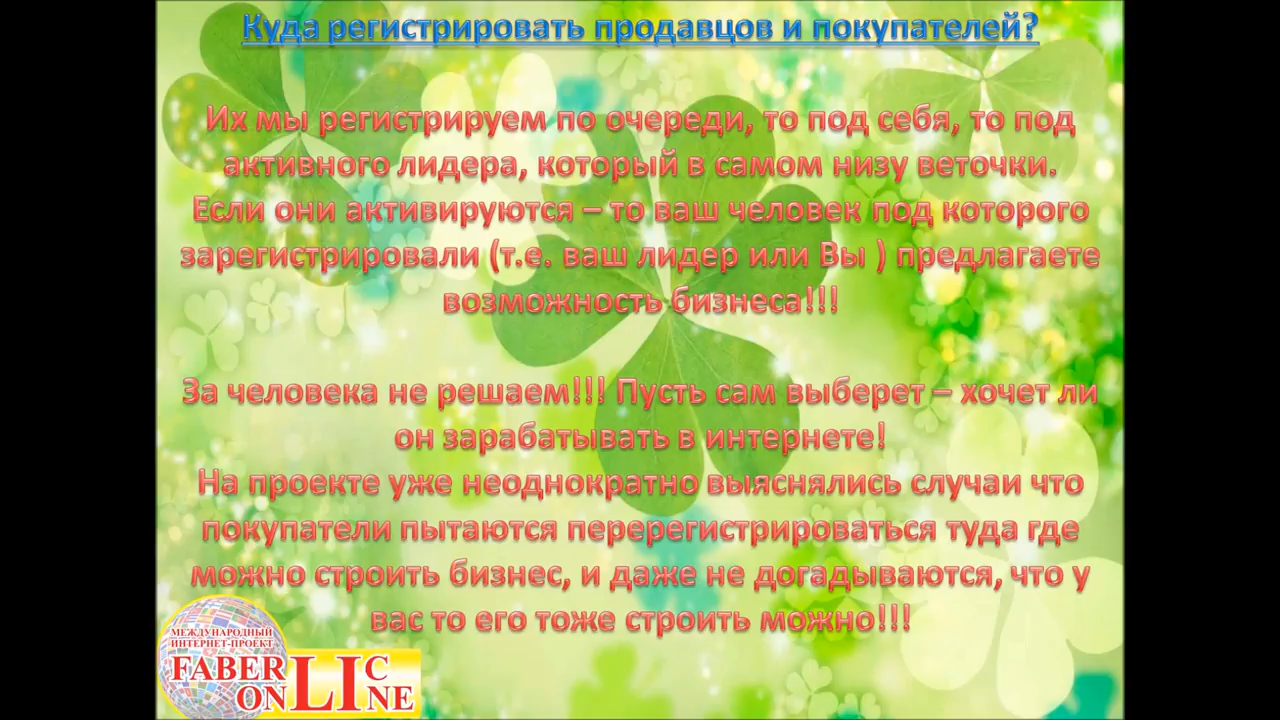 Куда регистрировать продавцов и покупателей?
Их мы регистрируем по очереди, то под себя, то под
активного лидера, который в самом низу веточки.
Если они активируются – то ваш человек под которого
зарегистрировали (т.е. ваш лидер или Вы ) предлагаете
возможность бизнеса!!!
За человека не решаем!!! Пусть сам выберет – хочет ли
он зарабатывать в интернете!
На проекте уже неоднократно выяснялись случаи что
покупатели пытаются перерегистрироваться туда где
можно строить бизнес, и даже не догадываются, что у
вас то его тоже строить можно!!!
МЕЖДУНАРОДНЫЙ
ИНТЕРНЕТ-ПРОЕКТ
FABERLIC
ONLINE